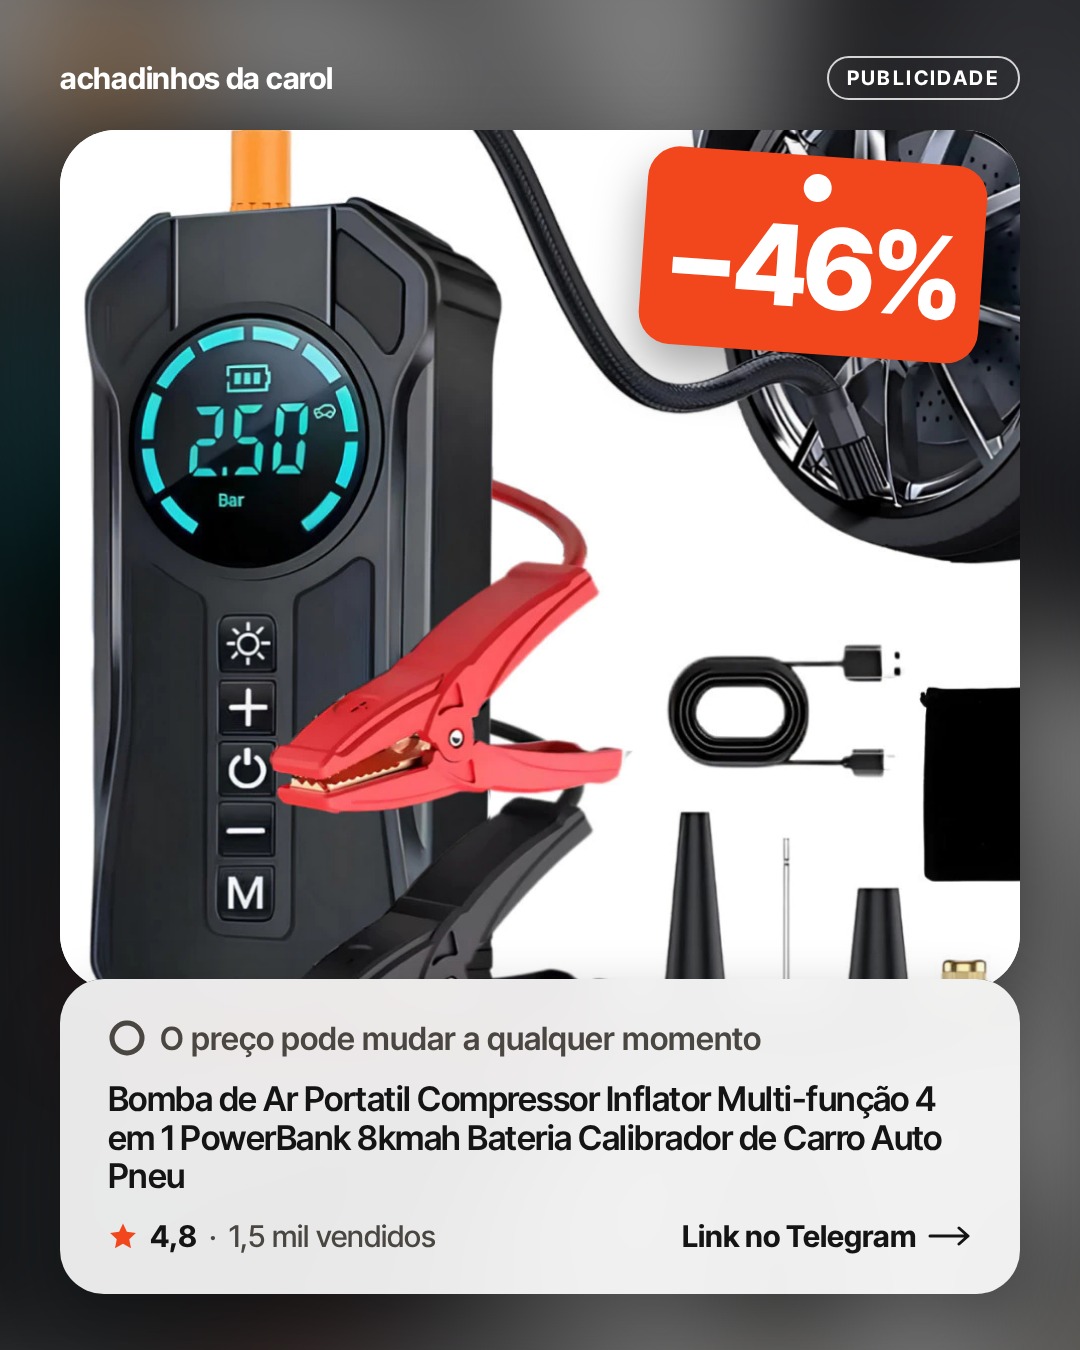 achadinhos da carol
PUBLICIDADE
-46%
2.50
Bar
M
O preço pode mudar a qualquer momento
Bomba de Ar Portatil Compressor Inflator Multi-função 4
em 1 PowerBank 8kmah Bateria Calibrador de Carro Auto
Pneu
4,8 · 1,5 mil vendidos
Link no Telegram →